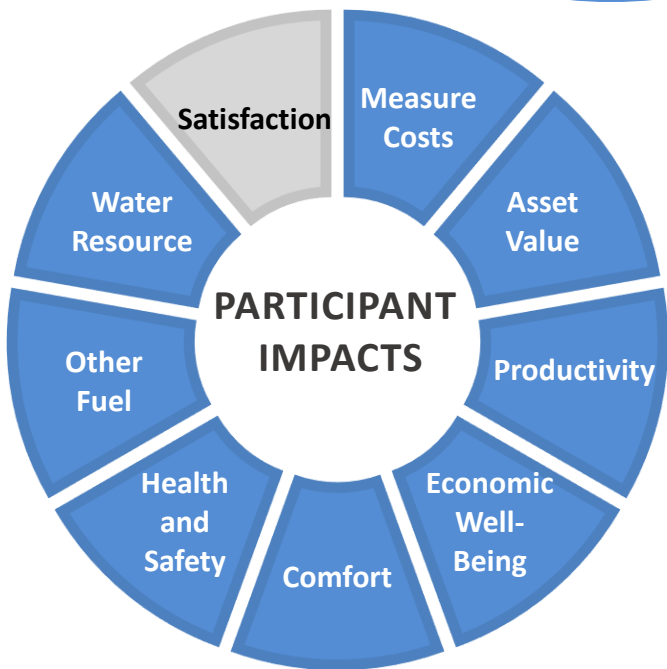 PARTICIPANT
IMPACTS
Measure
Costs
Asset
Value
Productivity
Economic
Well-
Being
Comfort
Health
and
Safety
Other
Fuel
Water
Resource
Satisfaction